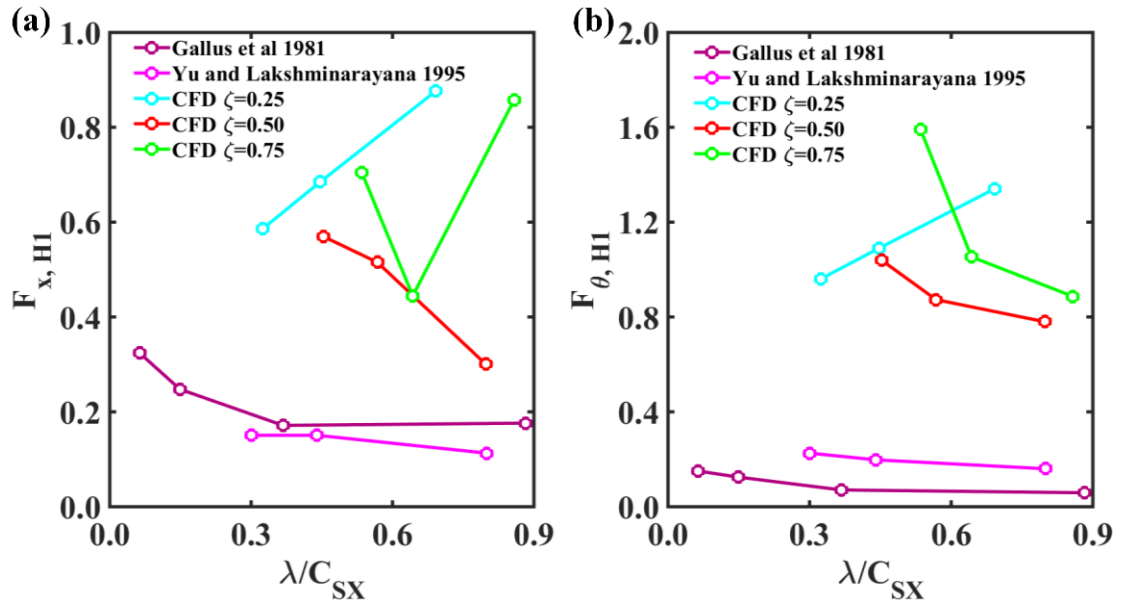 (a)
1.0
0.8
0.6
0.4
0.2
0.0
0.0 0.3 0.6 0.9
F x, H1
λ/C SX
Gallus et al 1981
Yu and Lakshminarayana 1995
CFD ζ=0.25
CFD ζ=0.50
CFD ζ=0.75
(b)
2.0
1.6
1.2
0.8
0.4
0.0
0.0 0.3 0.6 0.9
F θ, H1
λ/C SX
Gallus et al 1981
Yu and Lakshminarayana 1995
CFD ζ=0.25
CFD ζ=0.50
CFD ζ=0.75